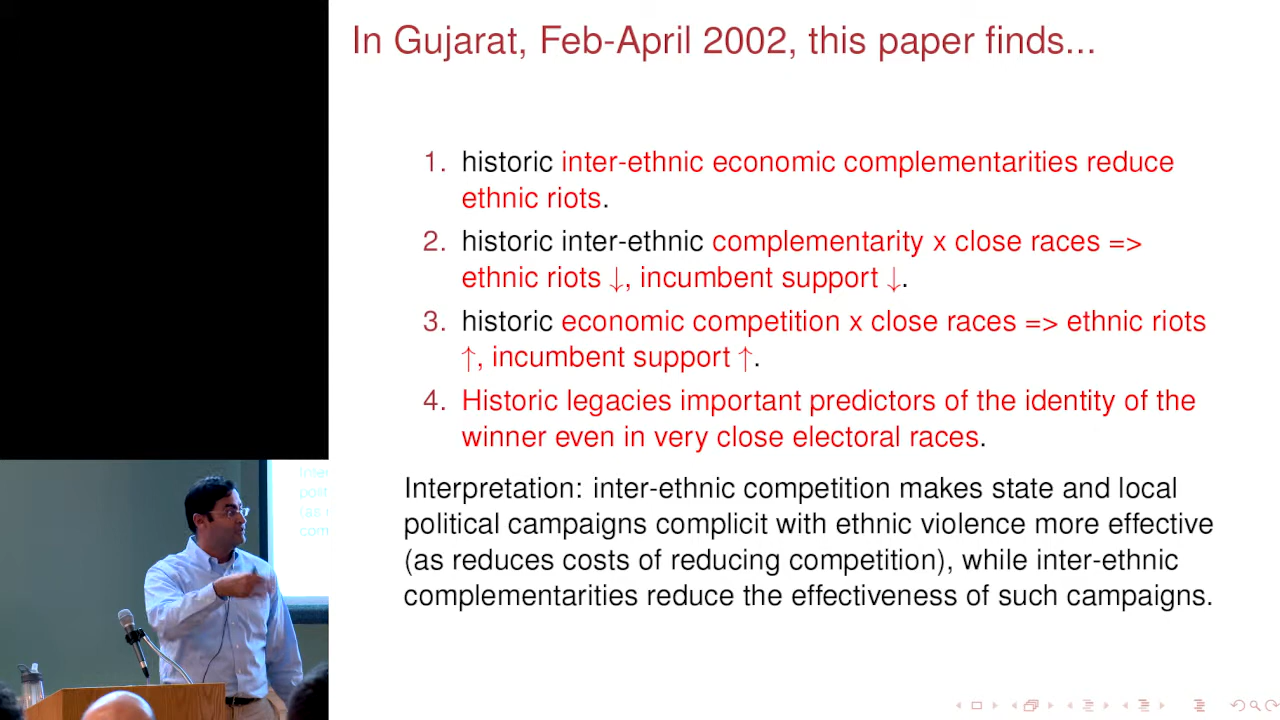 In Gujarat, Feb-April 2002, this paper finds...
1. historic inter-ethnic economic complementarities reduce
ethnic riots.
2. historic inter-ethnic complementarity x close races =>
ethnic riots ↓, incumbent support ↓.
3. historic economic competition x close races => ethnic riots
↑, incumbent support ↑.
4. Historic legacies important predictors of the identity of the
winner even in very close electoral races.
Interpretation: inter-ethnic competition makes state and local
political campaigns complicit with ethnic violence more effective
(as reduces costs of reducing competition), while inter-ethnic
complementarities reduce the effectiveness of such campaigns.